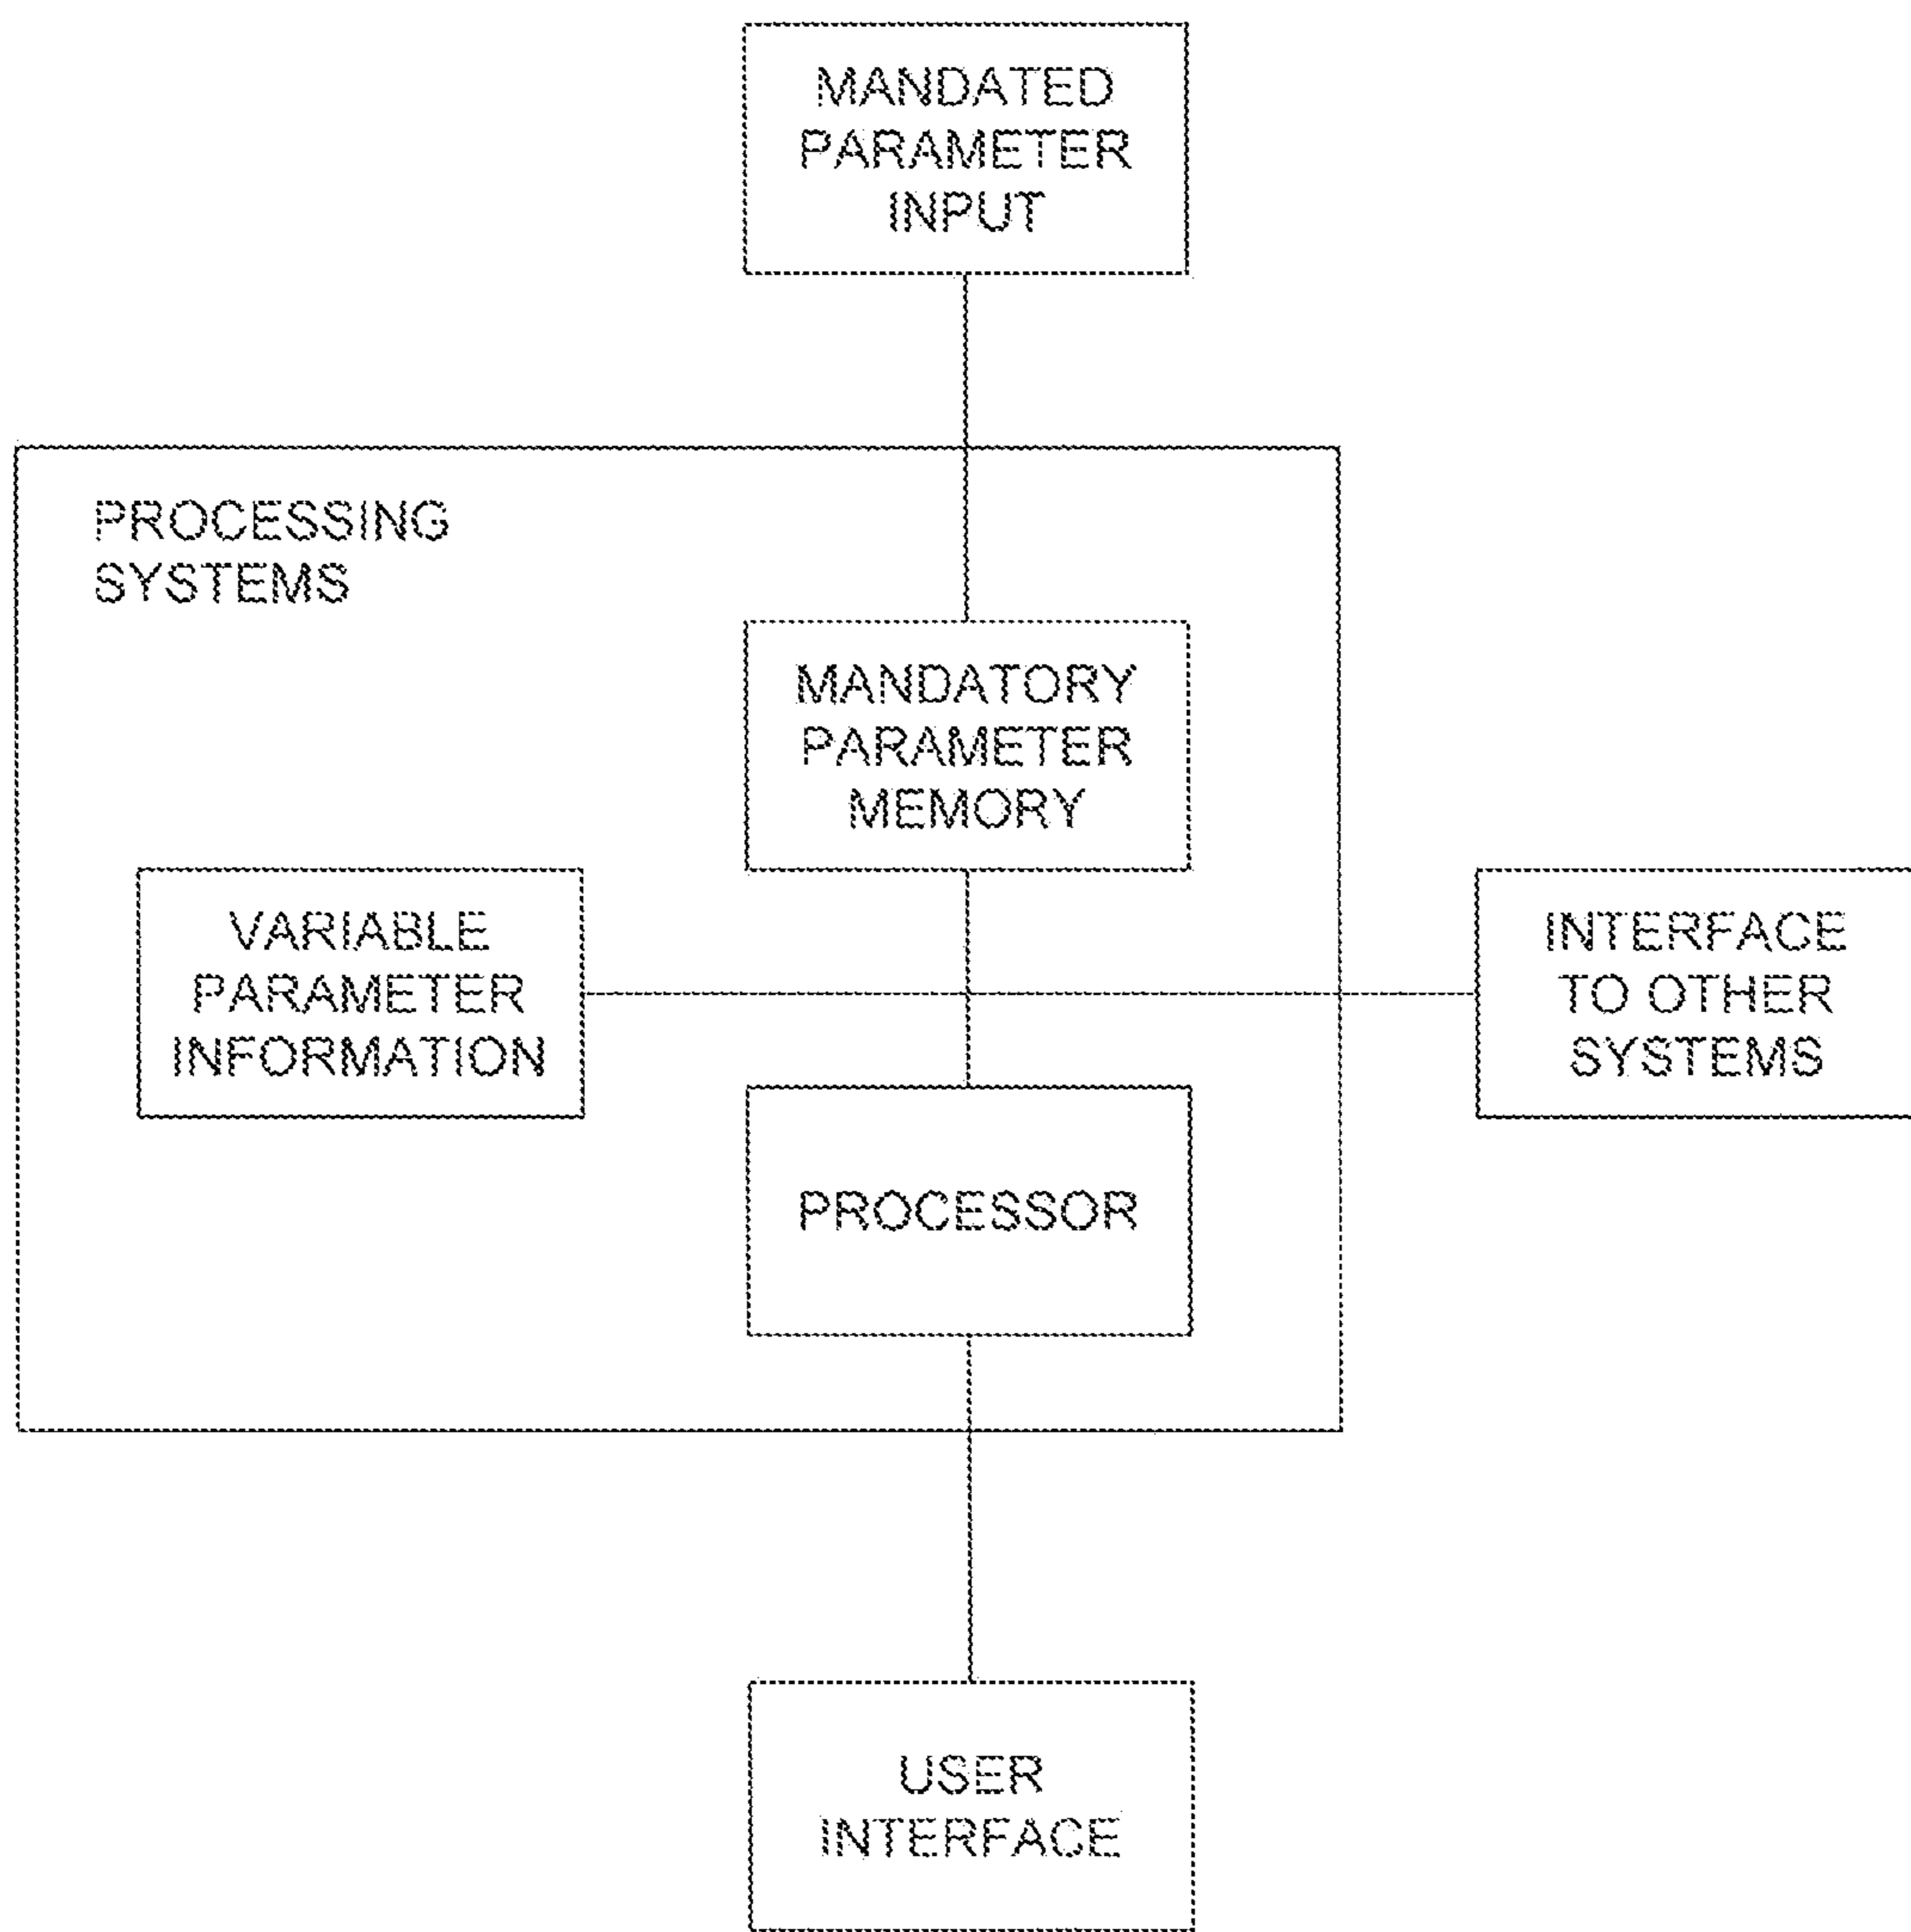 MANDATED
PARAMETER
INPUT
PROCESSING
SYSTEMS
MANDATORY
PARAMETER
MEMORY
VARIABLE
PARAMETER
INFORMATION
INTERFACE
TO OTHER
SYSTEMS
PROCESSOR
USER
INTERFACE